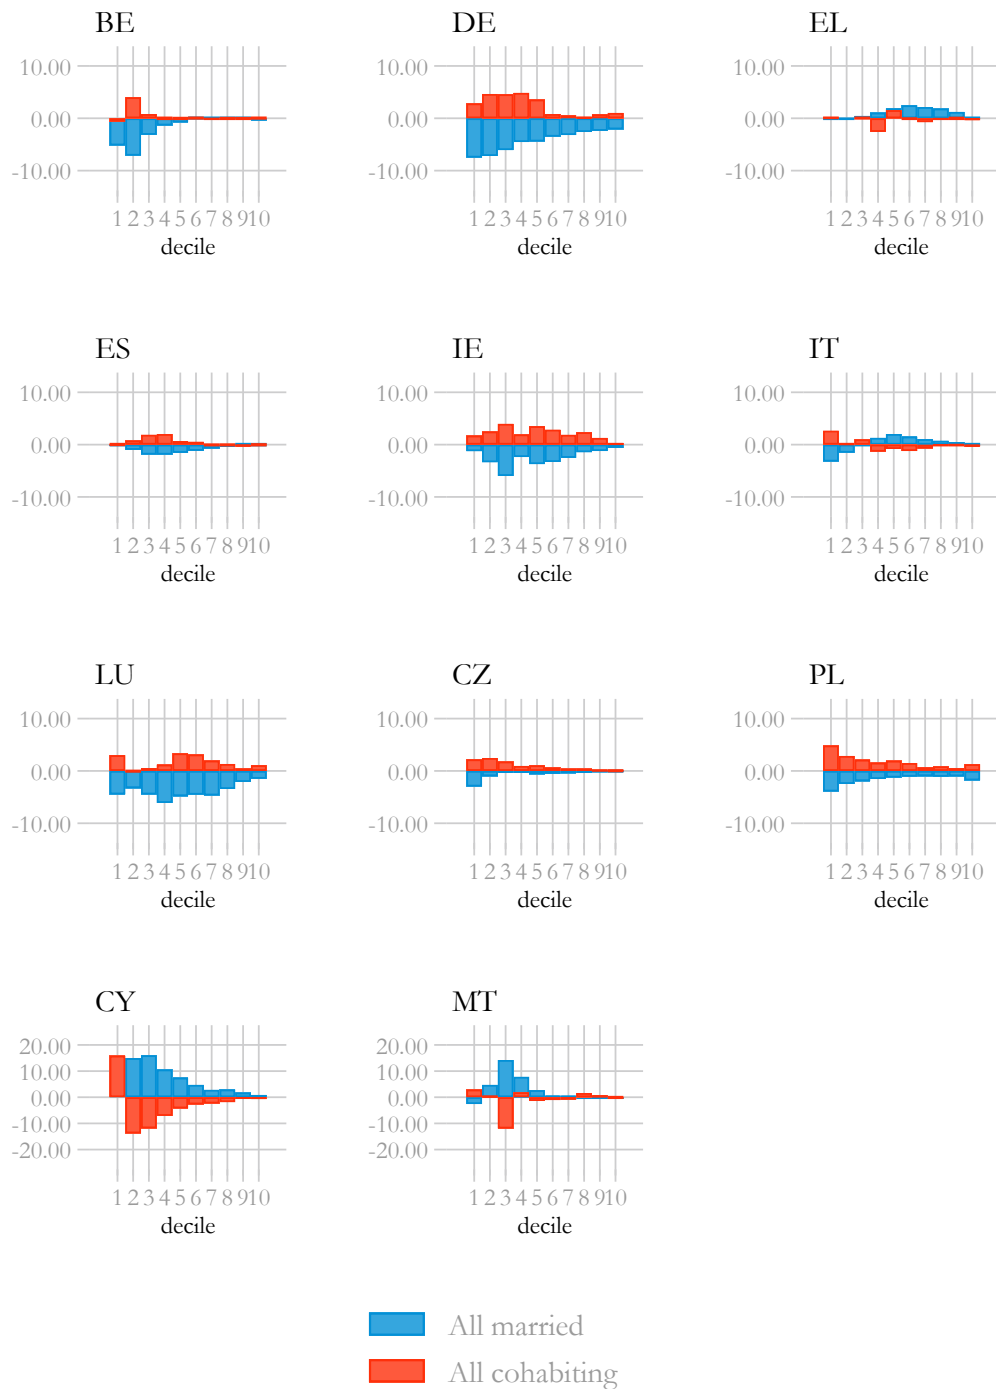 BE DE EL
10.00 10.00 10.00
0.00 0.00 0.00
-10.00 -10.00 -10.00
1 2 3 4 5 6 7 8 9 10 1 2 3 4 5 6 7 8 9 10 1 2 3 4 5 6 7 8 9 10
decile decile decile
ES IE IT
10.00 10.00 10.00
0.00 0.00 0.00
-10.00 -10.00 -10.00
1 2 3 4 5 6 7 8 9 10 1 2 3 4 5 6 7 8 9 10 1 2 3 4 5 6 7 8 9 10
decile decile decile
LU CZ PL
10.00 10.00 10.00
0.00 0.00 0.00
-10.00 -10.00 -10.00
1 2 3 4 5 6 7 8 9 10 1 2 3 4 5 6 7 8 9 10 1 2 3 4 5 6 7 8 9 10
decile decile decile
CY MT
20.00 20.00
10.00 10.00
0.00 0.00
-10.00 -10.00
-20.00 -20.00
1 2 3 4 5 6 7 8 9 10 1 2 3 4 5 6 7 8 9 10
decile decile
All married
All cohabiting